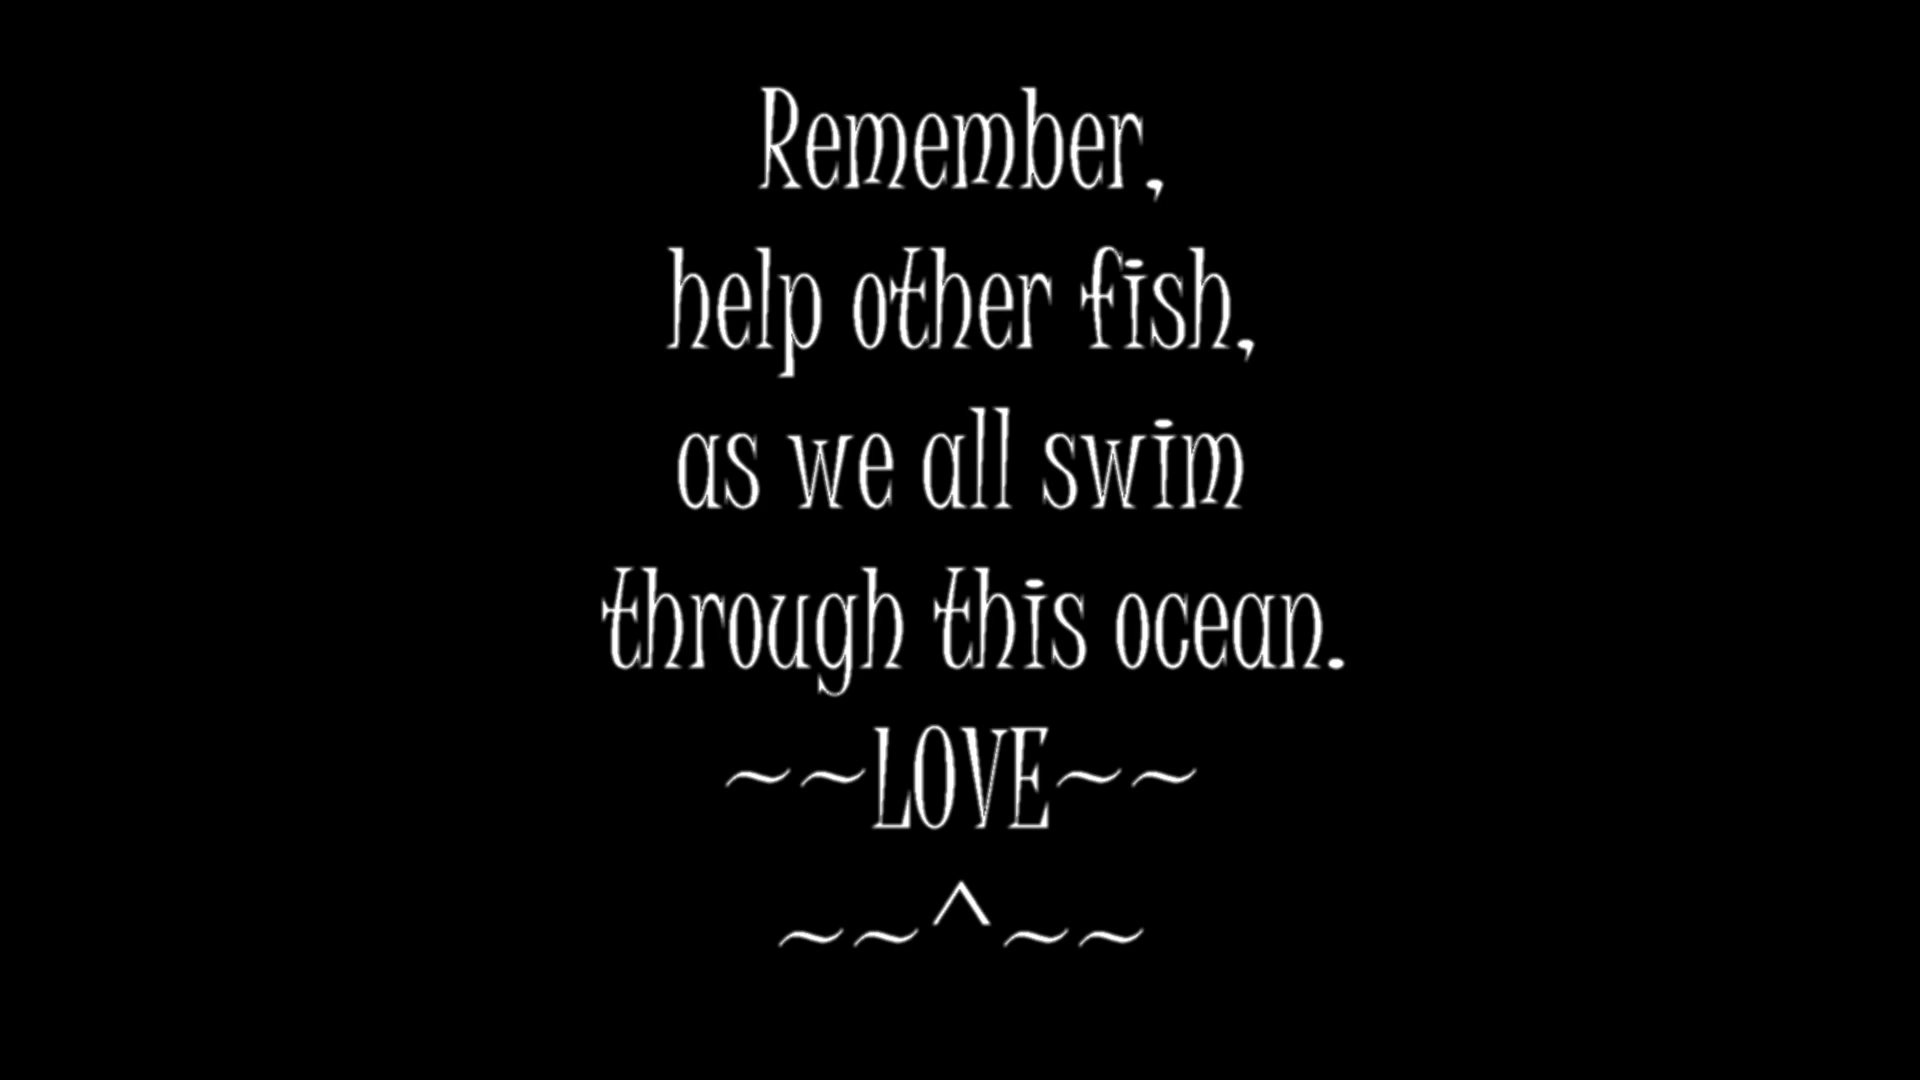 Remember,
help other fish,
as we all swim
through this ocean.
~~LOVE~~
~~^~~